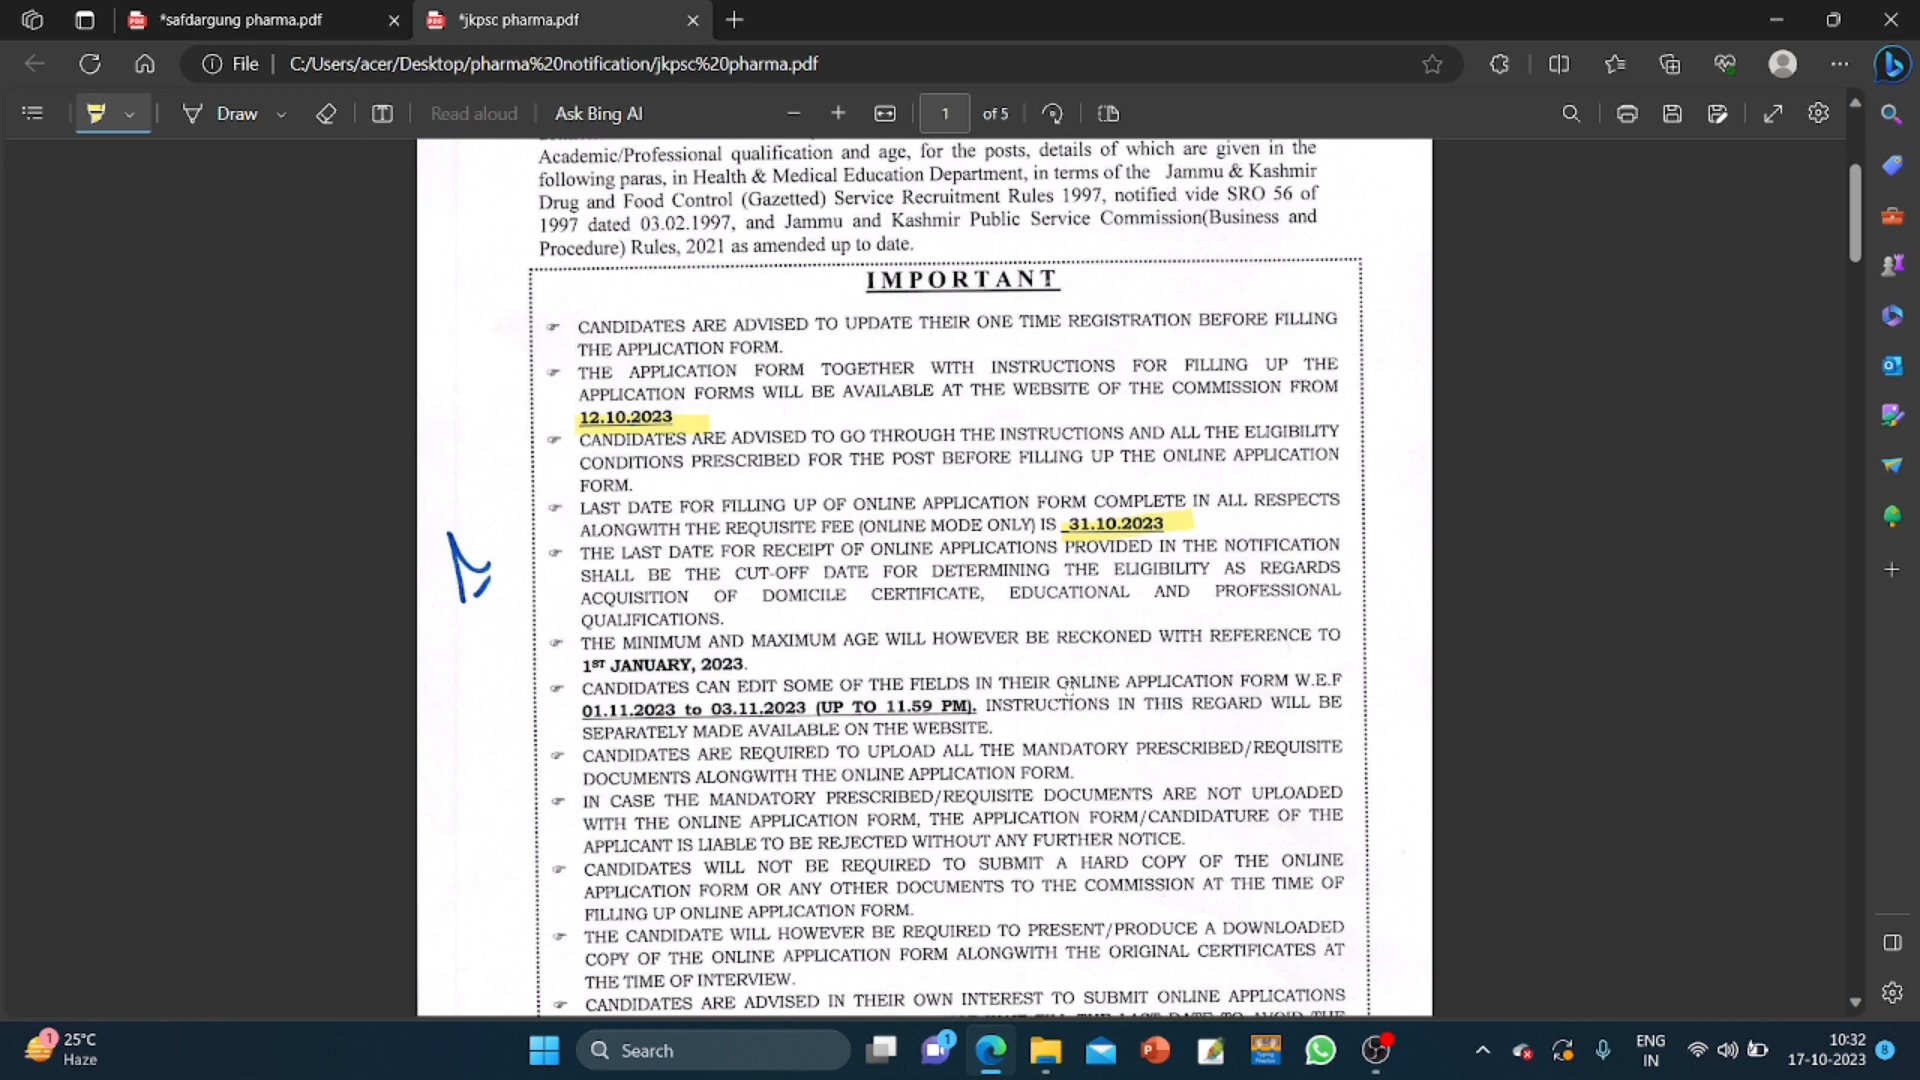 *safdargung pharma.pdf
*jkpsc pharma.pdf
File
C:/Users/acer/Desktop/pharma%20notification/jkpsc%20pharma.pdf
Draw
Read aloud
Ask Bing AI
1
of 5
Academic/Professional qualification and age, for the posts, details of which are given in the
following paras, in Health & Medical Education Department, in terms of the Jammu & Kashmir
Drug and Food Control (Gazetted) Service Recruitment Rules 1997, notified vide SRO 56 of
1997 dated 03.02.1997, and Jammu and Kashmir Public Service Commission(Business and
Procedure) Rules, 2021 as amended up to date.
IMPORTANT
CANDIDATES ARE ADVISED TO UPDATE THEIR ONE TIME REGISTRATION BEFORE FILLING
THE APPLICATION FORM.
THE APPLICATION FORM TOGETHER WITH INSTRUCTIONS FOR FILLING UP THE
APPLICATION FORMS WILL BE AVAILABLE AT THE WEBSITE OF THE COMMISSION FROM
12.10.2023
CANDIDATES ARE ADVISED TO GO THROUGH THE INSTRUCTIONS AND ALL THE ELIGIBILITY
CONDITIONS PRESCRIBED FOR THE POST BEFORE FILLING UP THE ONLINE APPLICATION
FORM.
LAST DATE FOR FILLING UP OF ONLINE APPLICATION FORM COMPLETE IN ALL RESPECTS
ALONGWITH THE REQUISITE FEE (ONLINE MODE ONLY) IS 31.10.2023
THE LAST DATE FOR RECEIPT OF ONLINE APPLICATIONS PROVIDED IN THE NOTIFICATION
SHALL BE THE CUT-OFF DATE FOR DETERMINING THE ELIGIBILITY AS REGARDS
ACQUISITION OF DOMICILE CERTIFICATE, EDUCATIONAL AND PROFESSIONAL
QUALIFICATIONS.
THE MINIMUM AND MAXIMUM AGE WILL HOWEVER BE RECKONED WITH REFERENCE TO
1ST JANUARY, 2023.
CANDIDATES CAN EDIT SOME OF THE FIELDS IN THEIR ONLINE APPLICATION FORM W.E.F
01.11.2023 to 03.11.2023 (UP TO 11.59 PM). INSTRUCTIONS IN THIS REGARD WILL BE
SEPARATELY MADE AVAILABLE ON THE WEBSITE.
CANDIDATES ARE REQUIRED TO UPLOAD ALL THE MANDATORY PRESCRIBED/REQUISITE
DOCUMENTS ALONGWITH THE ONLINE APPLICATION FORM.
IN CASE THE MANDATORY PRESCRIBED/REQUISITE DOCUMENTS ARE NOT UPLOADED
WITH THE ONLINE APPLICATION FORM, THE APPLICATION FORM/CANDIDATURE OF THE
APPLICANT IS LIABLE TO BE REJECTED WITHOUT ANY FURTHER NOTICE.
CANDIDATES WILL NOT BE REQUIRED TO SUBMIT A HARD COPY OF THE ONLINE
APPLICATION FORM OR ANY OTHER DOCUMENTS TO THE COMMISSION AT THE TIME OF
FILLING UP ONLINE APPLICATION FORM.
THE CANDIDATE WILL HOWEVER BE REQUIRED TO PRESENT/PRODUCE A DOWNLOADED
COPY OF THE ONLINE APPLICATION FORM ALONGWITH THE ORIGINAL CERTIFICATES AT
THE TIME OF INTERVIEW.
CANDIDATES ARE ADVISED IN THEIR OWN INTEREST TO SUBMIT ONLINE APPLICATIONS
1
25°C
Haze
Search
1
ENG
IN
10:32
17-10-2023
8